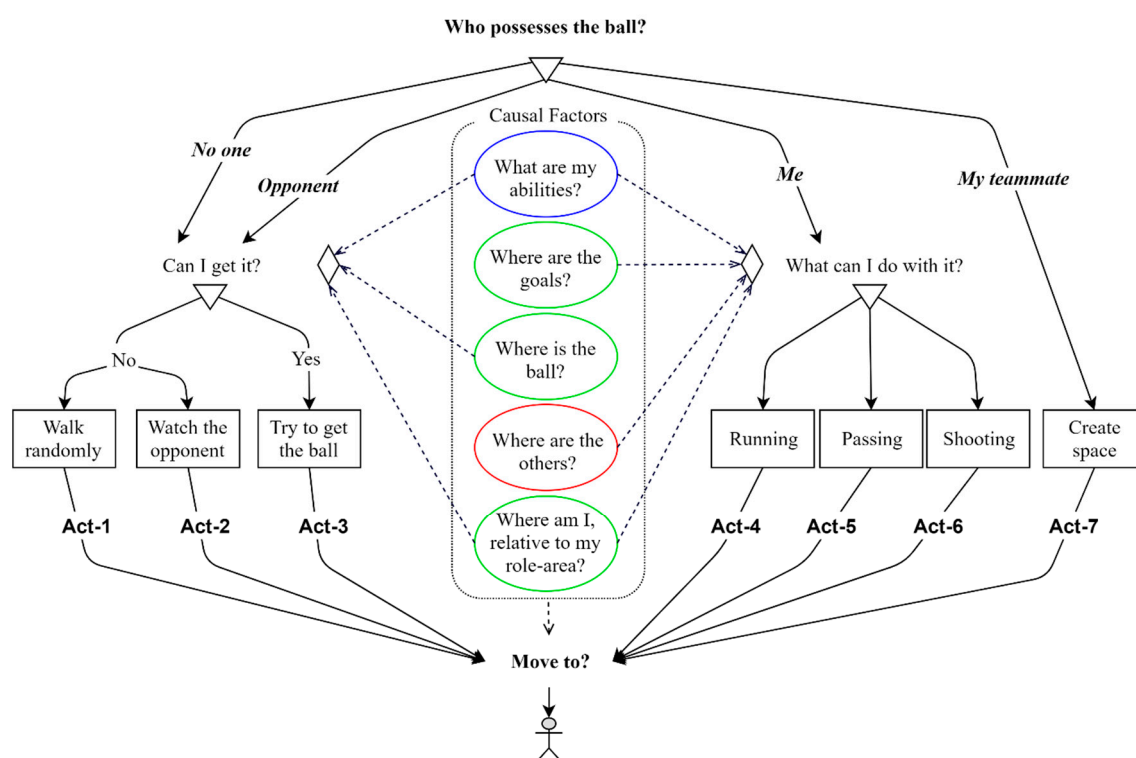 Who possesses the ball?
Causal Factors
No one
Opponent
Me
My teammate
What are my
abilities?
Can I get it?
Where are the
goals?
What can I do with it?
Where is the
ball?
No
Yes
Walk
randomly
Watch the
opponent
Try to get
the ball
Where are the
others?
Running
Passing
Shooting
Create
space
Act-1
Act-2
Act-3
Where am I,
relative to my
role-area?
Act-4
Act-5
Act-6
Act-7
Move to?